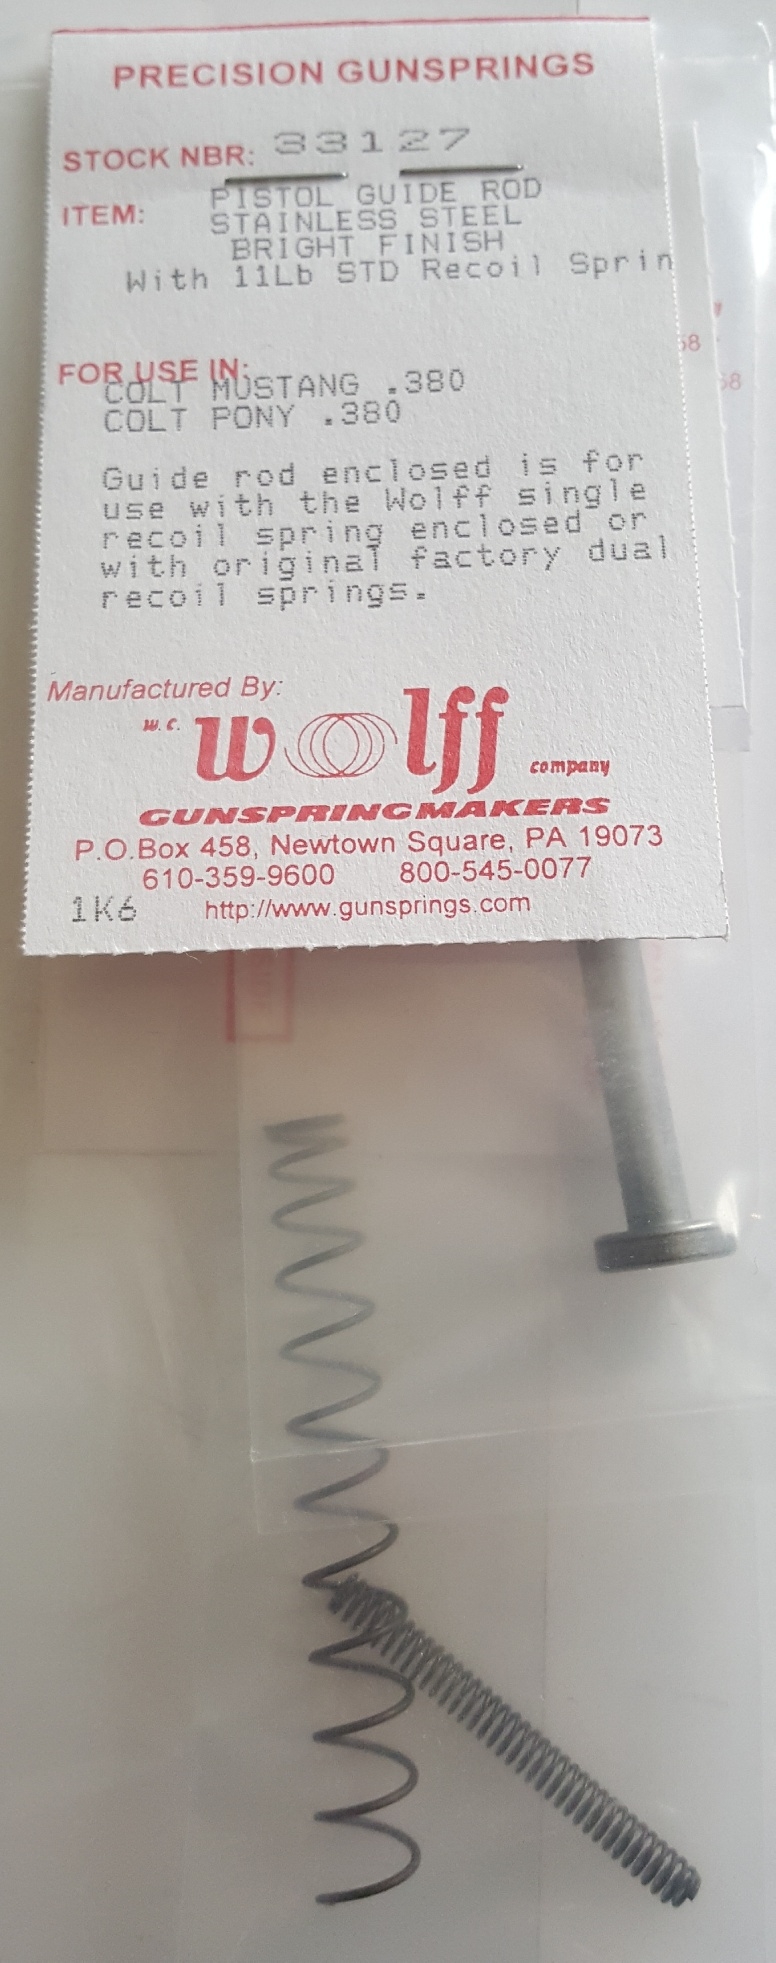 PRECISION GUNSPRINGS
STOCK NBR: 33127
ITEM: PISTOL GUIDE ROD
STAINLESS STEEL
BRIGHT FINISH
With 11Lb STD Recoil Sprin
FOR USE IN:
COLT MUSTANG .380
COLT PONY .380
Guide rod enclosed is for
use with the Wolff single
recoil spring enclosed or
with original factory dual
recoil springs.
Manufactured By:
W.C. Wolff company
GUNSPRINGMAKERS
P.O.Box 458, Newtown Square, PA 19073
610-359-9600 800-545-0077
1K6 http://www.gunsprings.com